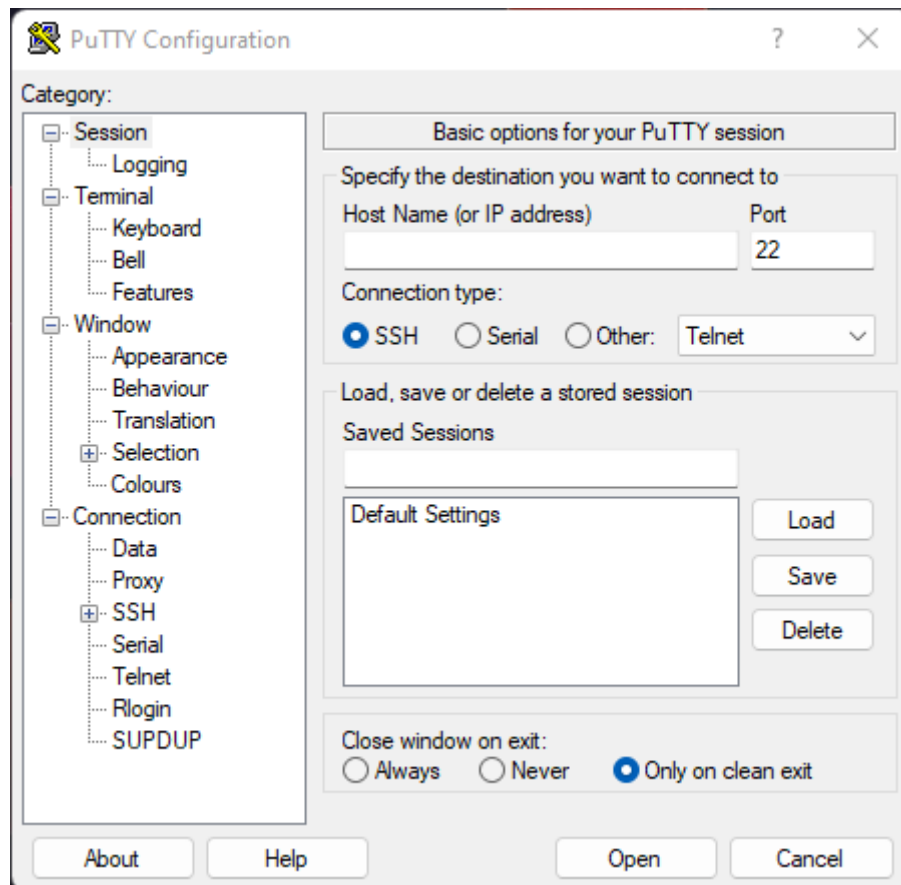 PuTTY Configuration
?
Category:
Session
Logging
Terminal
Keyboard
Bell
Features
Window
Appearance
Behaviour
Translation
Selection
Colours
Connection
Data
Proxy
SSH
Serial
Telnet
Rlogin
SUPDUP
Basic options for your PuTTY session
Specify the destination you want to connect to
Host Name (or IP address) Port
22
Connection type:
SSH Serial Other: Telnet
Load, save or delete a stored session
Saved Sessions
Default Settings
Load
Save
Delete
Close window on exit:
Always Never Only on clean exit
About Help Open Cancel